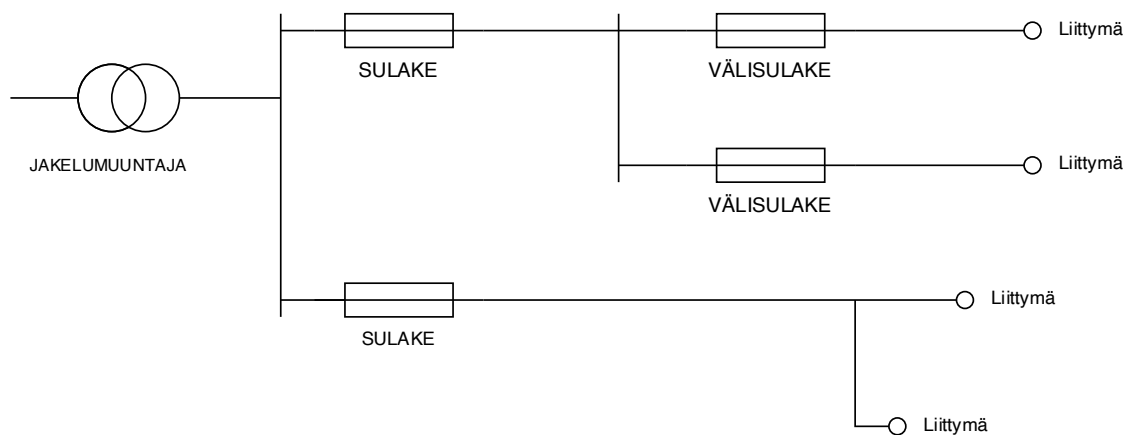 Liittymä
SULAKE
VÄLISULAKE
JAKELUMUUNTAJA
Liittymä
VÄLISULAKE
Liittymä
SULAKE
Liittymä